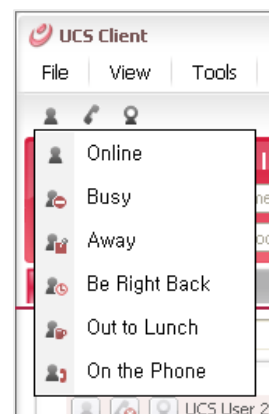 UCS Client
File View Tools
Online
Busy
Away
Be Right Back
Out to Lunch
On the Phone
UCS User 2